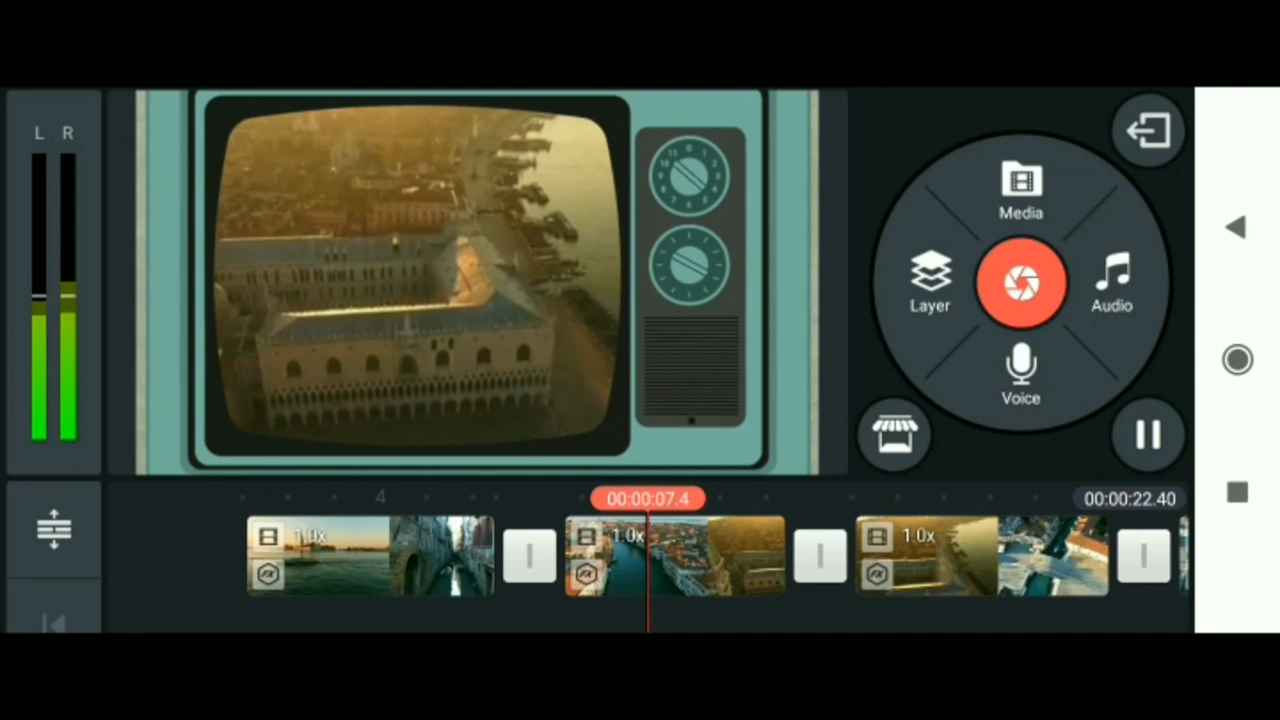 L R
Media
Layer
Audio
Voice
4
00:00:07.4
00:00:22.40
1.0x
1.0x
1.0x